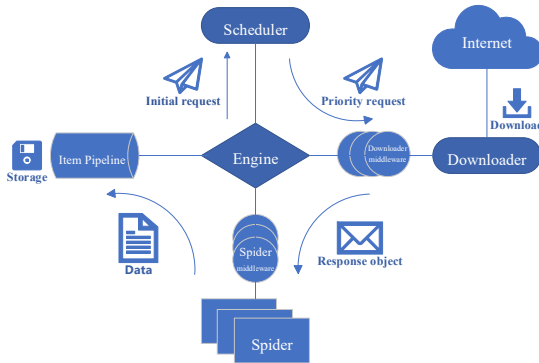 Scheduler
Internet
Initial request
Priority request
Download
Item Pipeline
Engine
Downloader
middleware
Downloader
Storage
Data
Spider
middleware
Response object
Spider